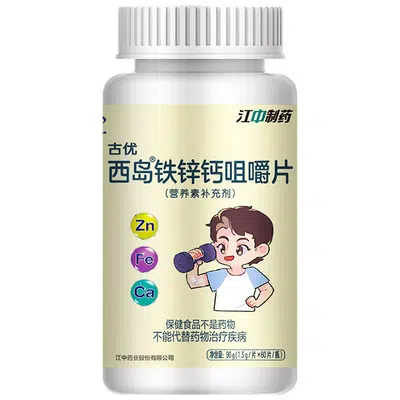 江中制药
古优
西岛®铁锌钙咀嚼片
(营养素补充剂)
Zn
Fe
Ca
保健食品不是药物
不能代替药物治疗疾病
江中药业股份有限公司
净含量: 90g(1.5g/片×60片/瓶)